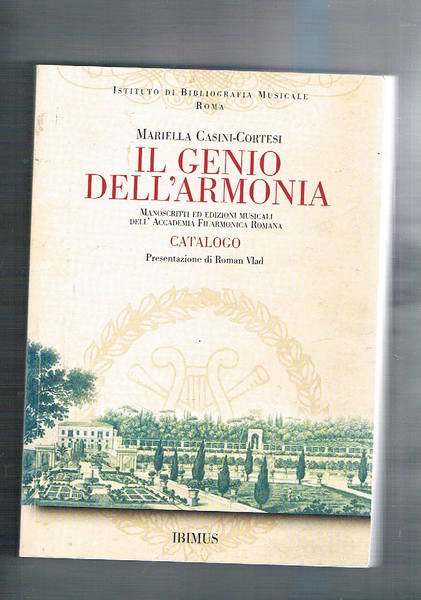 Istituto di Bibliografia Musicale
Roma
Mariella Casini-Cortesi
IL GENIO
DELL'ARMONIA
Manoscritti ed edizioni musicali
dell' Accademia Filarmonica Romana
CATALOGO
Presentazione di Roman Vlad
IBIMUS